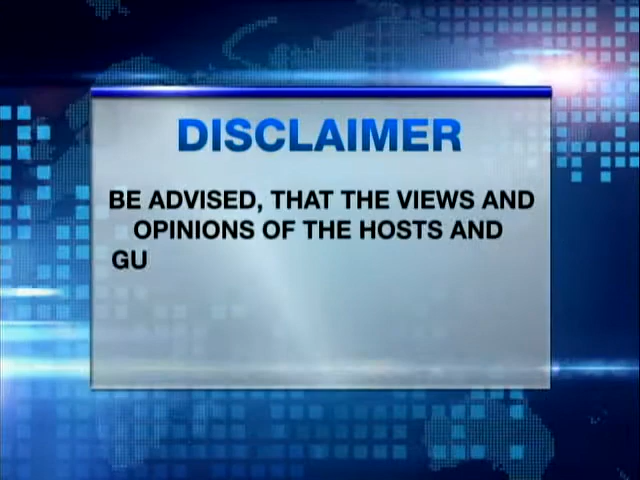 DISCLAIMER
BE ADVISED, THAT THE VIEWS AND
OPINIONS OF THE HOSTS AND
GU